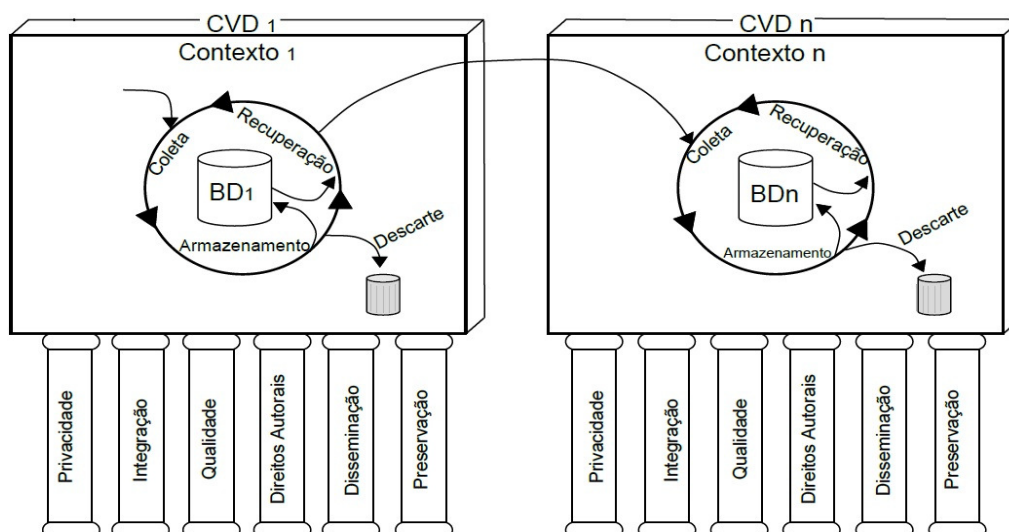 CVD 1
Contexto 1
Coleta
Recuperação
BD1
Armazenamento
Descarte
Privacidade
Integração
Qualidade
Direitos Autorais
Disseminação
Preservação
CVD n
Contexto n
Coleta
Recuperação
BDn
Armazenamento
Descarte
Privacidade
Integração
Qualidade
Direitos Autorais
Disseminação
Preservação